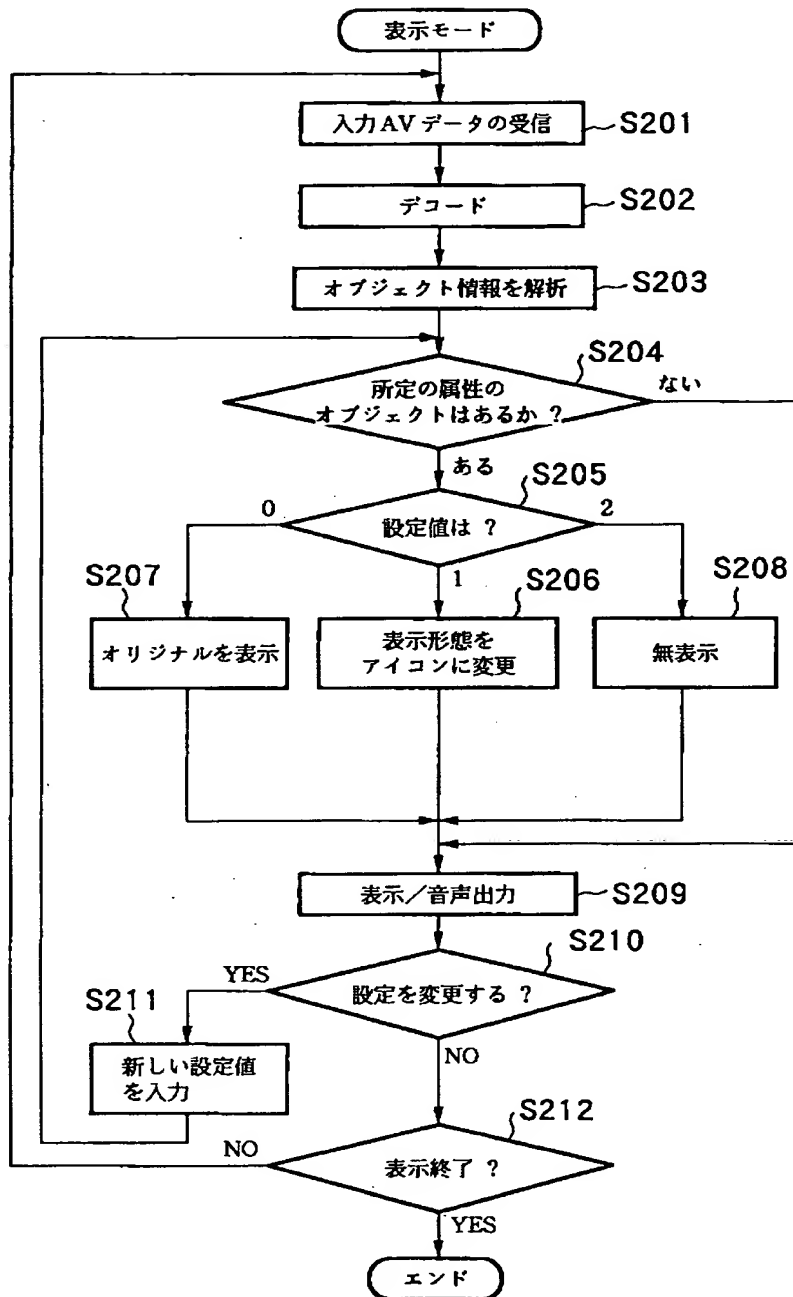 表示モード
入力AVデータの受信
S201
デコード
S202
オブジェクト情報を解析
S203
S204
所定の属性の
オブジェクトはあるか ?
ない
ある
S205
0
設定値は ?
2
1
S207
オリジナルを表示
S206
表示形態を
アイコンに変更
S208
無表示
表示/音声出力
S209
S210
YES
設定を変更する ?
S211
NO
新しい設定値
を入力
S212
NO
表示終了 ?
YES
エンド